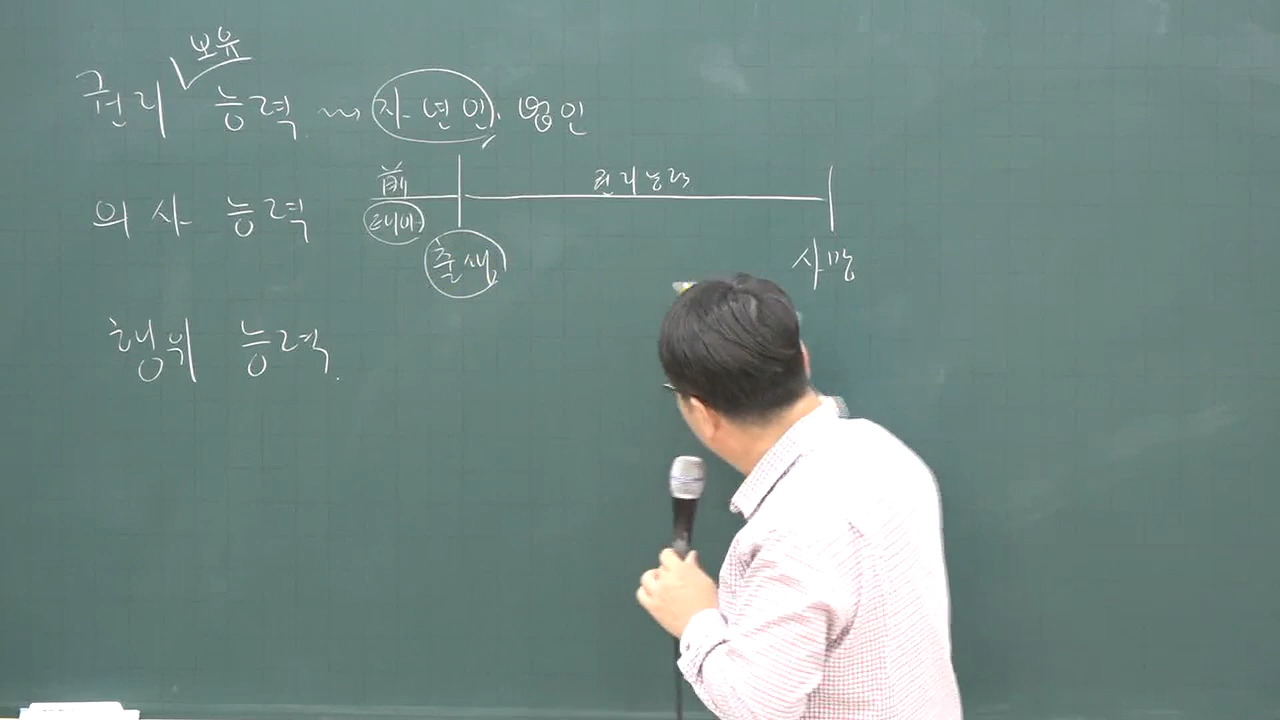 보유
권리 능력 자연인. 법인
前 권리능력
의사 능력 태아
출생 사망
행위 능력.